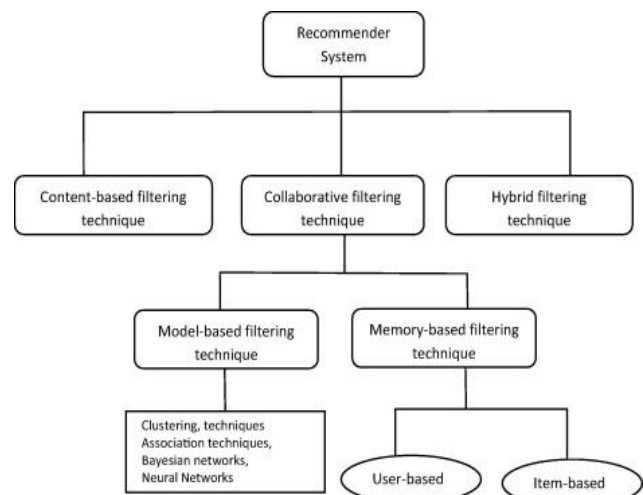 Recommender
System
Content-based filtering
technique
Collaborative filtering
technique
Hybrid filtering
technique
Model-based filtering
technique
Memory-based filtering
technique
Clustering, techniques
Association techniques,
Bayesian networks,
Neural Networks
User-based
Item-based